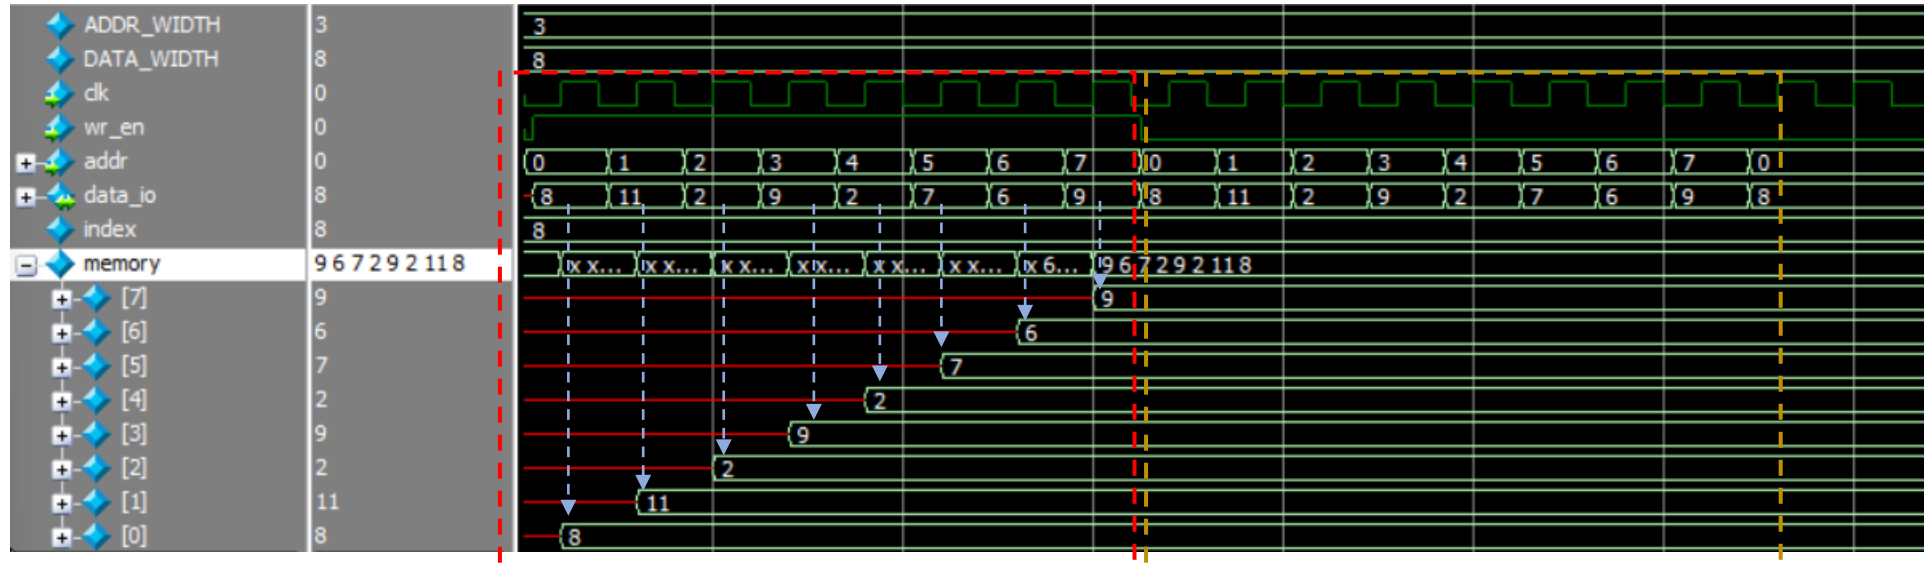 ADDR_WIDTH 3 3
DATA_WIDTH 8 8
clk 0
wr_en 0
addr 0 0 1 2 3 4 5 6 7 0 1 2 3 4 5 6 7 0
data_io 8 8 11 2 9 2 7 6 9 8 11 2 9 2 7 6 9 8
index 8 8
memory 9 6 7 2 9 2 11 8 x x... x x... x x... x x... x x... x x... x 6... 9 6 7 2 9 2 11 8
[7] 9 9
[6] 6 6
[5] 7 7
[4] 2 2
[3] 9 9
[2] 2 2
[1] 11 11
[0] 8 8